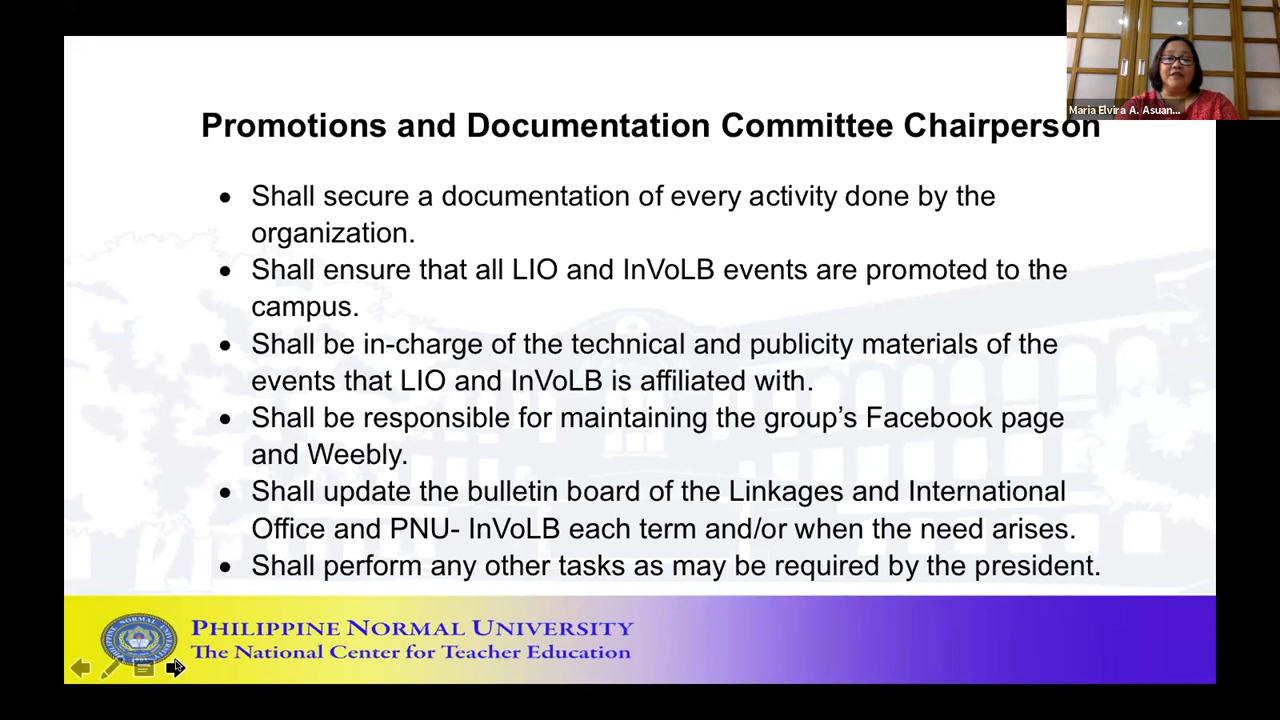 Maria Elvira A. Asuan...
Promotions and Documentation Committee Chairperson
• Shall secure a documentation of every activity done by the
organization.
• Shall ensure that all LIO and InVoLB events are promoted to the
campus.
• Shall be in-charge of the technical and publicity materials of the
events that LIO and InVoLB is affiliated with.
• Shall be responsible for maintaining the group’s Facebook page
and Weebly.
• Shall update the bulletin board of the Linkages and International
Office and PNU- InVoLB each term and/or when the need arises.
• Shall perform any other tasks as may be required by the president.
PHILIPPINE NORMAL UNIVERSITY
The National Center for Teacher Education